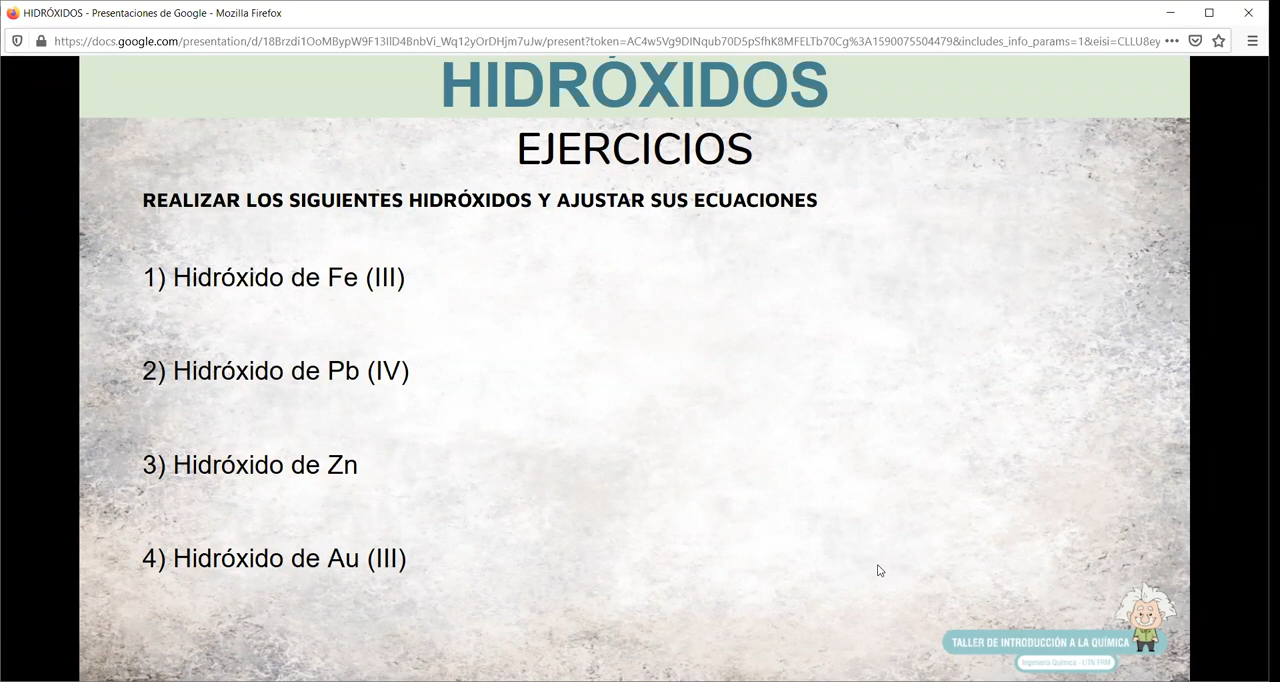 HIDRÓXIDOS - Presentaciones de Google - Mozilla Firefox
https://docs.google.com/presentation/d/18Brzdi1OoMBypW9F13IlD4BnbVi_Wq12yOrDHjm7uJw/present?token=AC4w5Vg9DINqub70D5pSfhK8MFELTb70Cg%3A1590075504479&includes_info_params=1&eisi=CLLU8ey
HIDRÓXIDOS
EJERCICIOS
REALIZAR LOS SIGUIENTES HIDRÓXIDOS Y AJUSTAR SUS ECUACIONES
1) Hidróxido de Fe (III)
2) Hidróxido de Pb (IV)
3) Hidróxido de Zn
4) Hidróxido de Au (III)
TALLER DE INTRODUCCIÓN A LA QUÍMICA
Ingeniería Química - UTN FRM